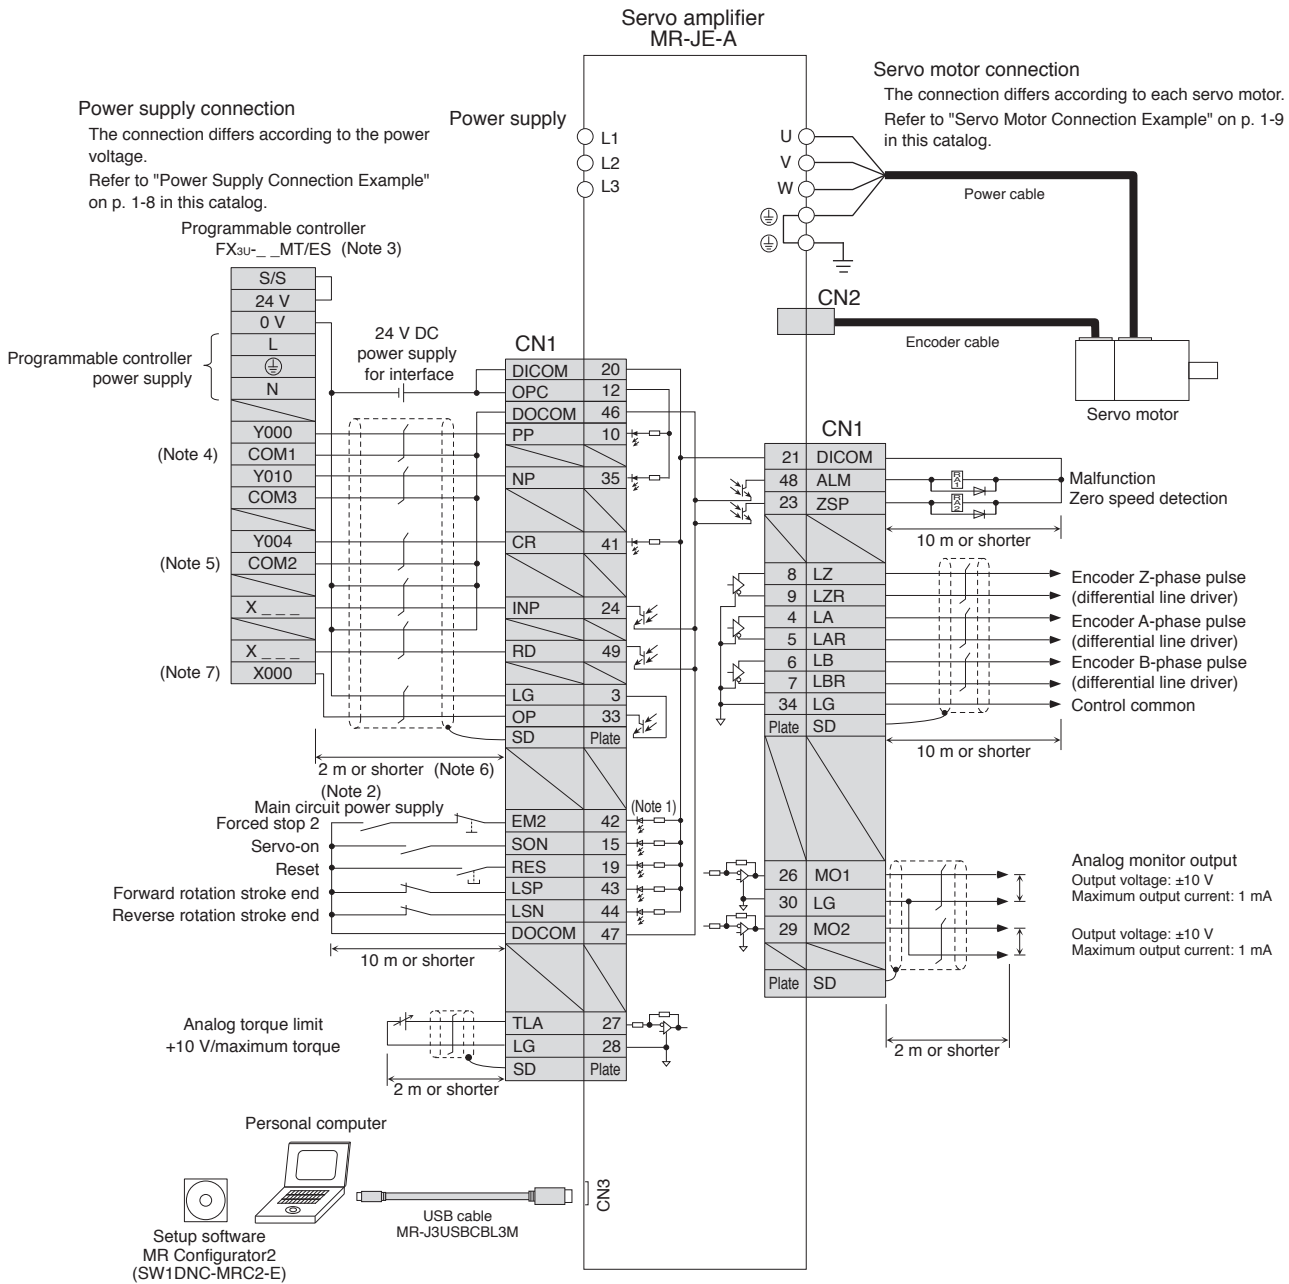 Servo amplifier
MR-JE-A
Power supply connection
The connection differs according to the power
voltage.
Refer to "Power Supply Connection Example"
on p. 1-8 in this catalog.
Power supply
L1
L2
L3
Servo motor connection
The connection differs according to each servo motor.
Refer to "Servo Motor Connection Example" on p. 1-9
in this catalog.
U
V
W
Power cable
CN2
Encoder cable
Servo motor
Programmable controller
FX3U-_ _MT/ES (Note 3)
S/S
24 V
0 V
L
N
Programmable controller
power supply
Y000
(Note 4) COM1
Y010
COM3
Y004
(Note 5) COM2
X _ _ _
X _ _ _
(Note 7) X000
24 V DC
power supply
for interface
CN1
DICOM 20
OPC 12
DOCOM 46
PP 10
NP 35
CR 41
INP 24
RD 49
LG 3
OP 33
SD Plate
2 m or shorter (Note 6)
(Note 2)
Main circuit power supply
(Note 1)
Forced stop 2 EM2 42
Servo-on SON 15
Reset RES 19
Forward rotation stroke end LSP 43
Reverse rotation stroke end LSN 44
DOCOM 47
10 m or shorter
Analog torque limit
+10 V/maximum torque
TLA 27
LG 28
SD Plate
2 m or shorter
CN1
21 DICOM
48 ALM RA1 Malfunction
23 ZSP RA2 Zero speed detection
10 m or shorter
8 LZ Encoder Z-phase pulse
9 LZR (differential line driver)
4 LA Encoder A-phase pulse
5 LAR (differential line driver)
6 LB Encoder B-phase pulse
7 LBR (differential line driver)
34 LG Control common
Plate SD
10 m or shorter
26 MO1
30 LG
29 MO2
Plate SD
Analog monitor output
Output voltage: ±10 V
Maximum output current: 1 mA
Output voltage: ±10 V
Maximum output current: 1 mA
2 m or shorter
Personal computer
CN3
USB cable
MR-J3USBCBL3M
Setup software
MR Configurator2
(SW1DNC-MRC2-E)